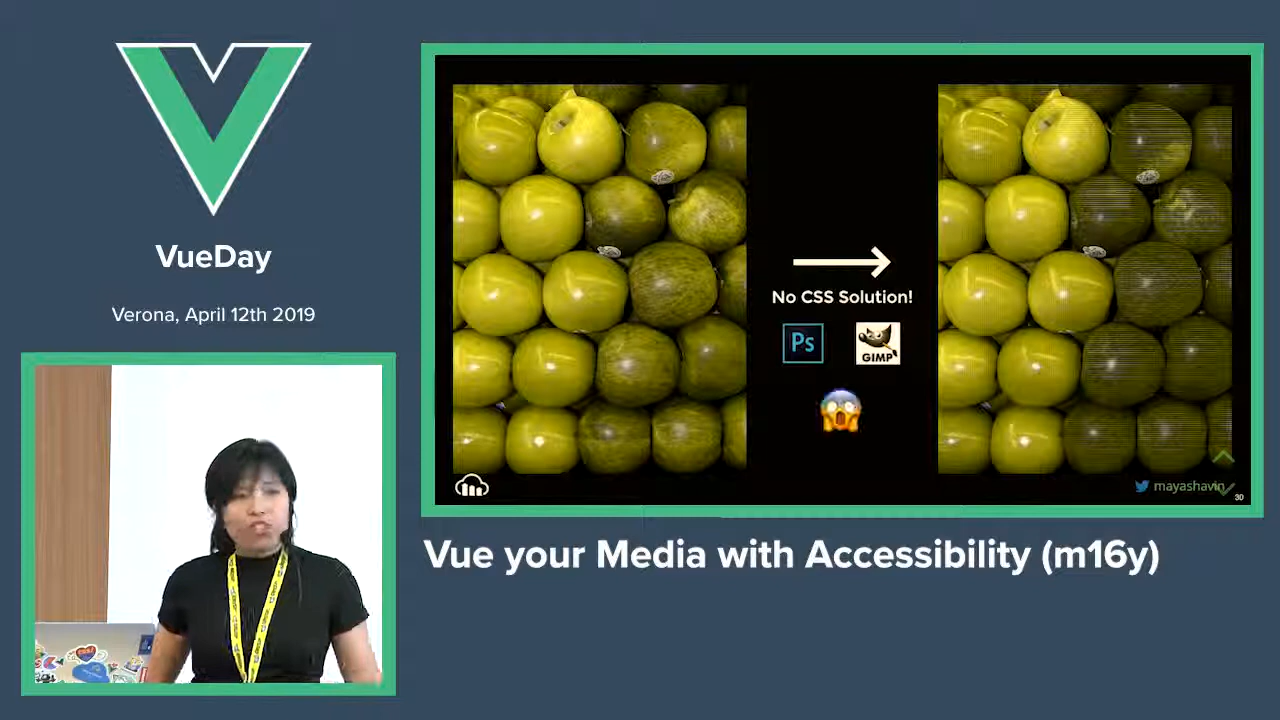 VueDay
Verona, April 12th 2019
No CSS Solution!
Ps
GIMP
mayashavin
30
Vue your Media with Accessibility (m16y)